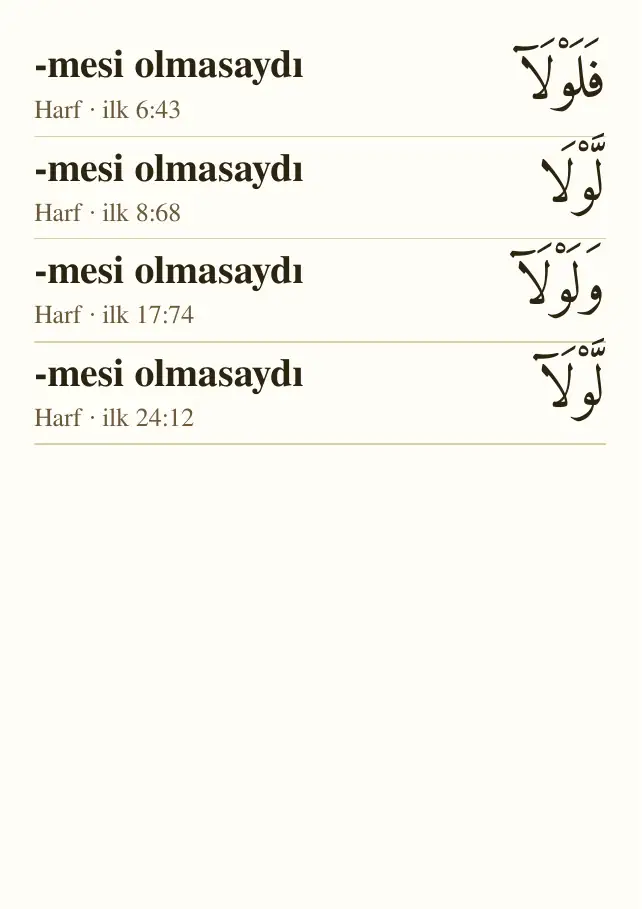 -mesi olmasaydı فَلَوْلَآ
Harf · ilk 6:43
-mesi olmasaydı لَّوْلَا
Harf · ilk 8:68
-mesi olmasaydı وَلَوْلَآ
Harf · ilk 17:74
-mesi olmasaydı لَّوْلَآ
Harf · ilk 24:12